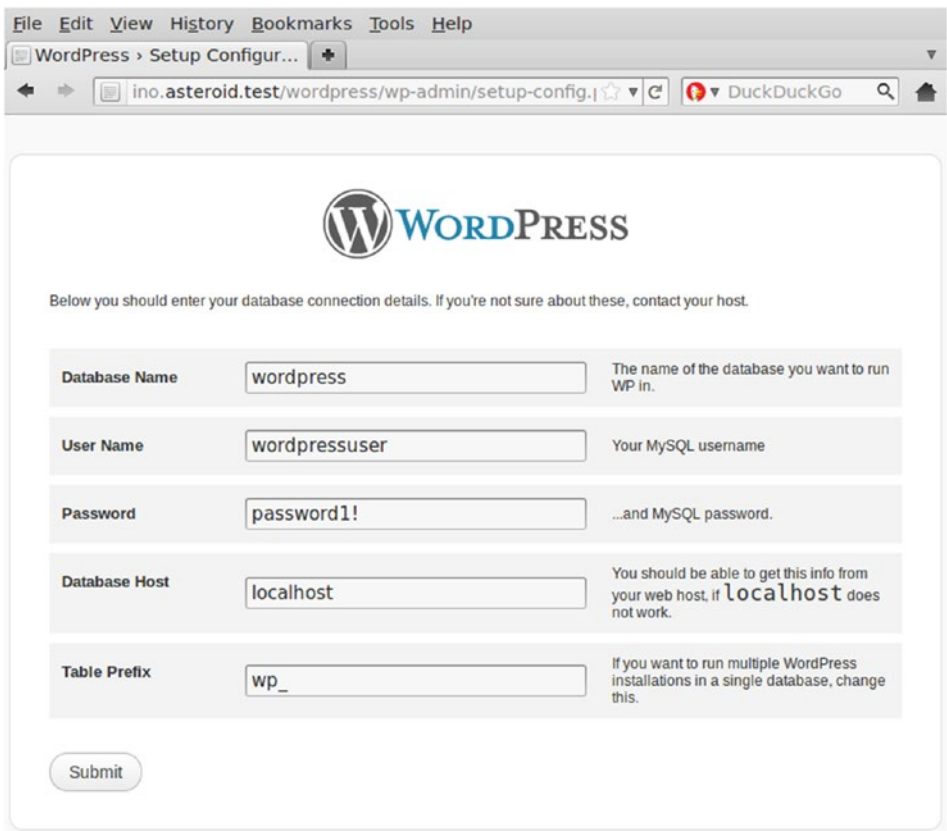 File Edit View History Bookmarks Tools Help
WordPress › Setup Configur...
ino.asteroid.test/wordpress/wp-admin/setup-config.
DuckDuckGo
WORDPRESS
Below you should enter your database connection details. If you're not sure about these, contact your host.
Database Name
wordpress
The name of the database you want to run
WP in.
User Name
wordpressuser
Your MySQL username
Password
password1!
...and MySQL password.
Database Host
localhost
You should be able to get this info from
your web host, if localhost does
not work.
Table Prefix
wp_
If you want to run multiple WordPress
installations in a single database, change
this.
Submit